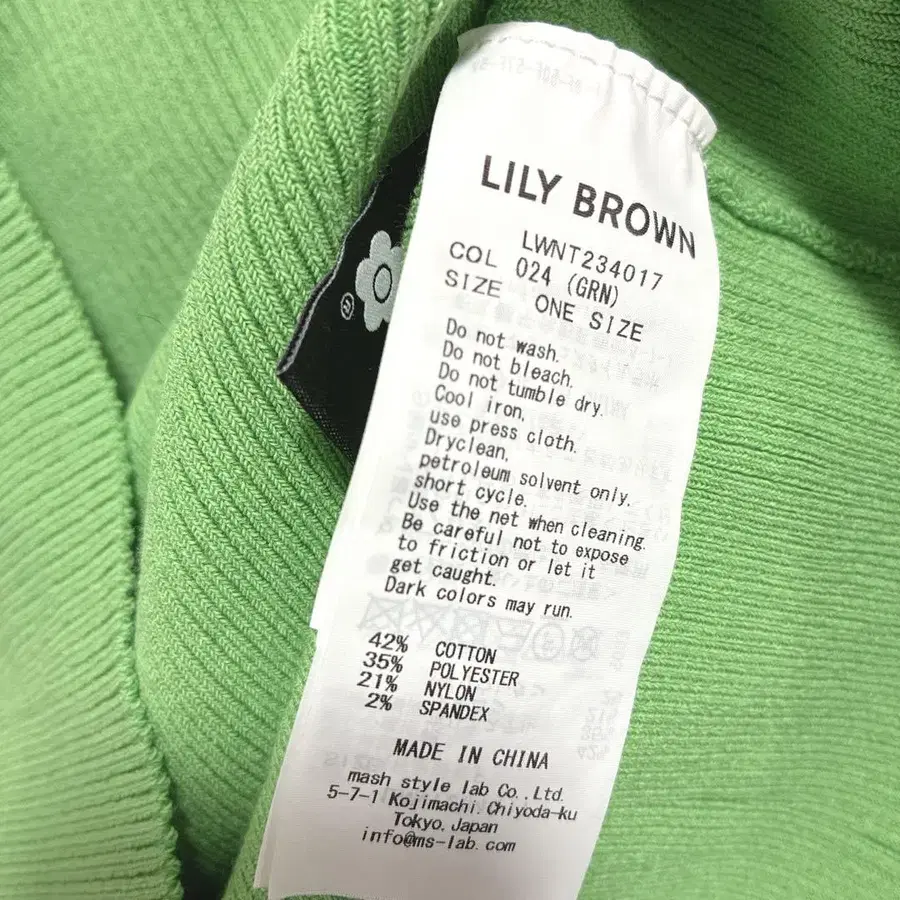 LILY BROWN
LWNT234017
COL 024 (GRN)
SIZE ONE SIZE
Do not wash.
Do not bleach.
Do not tumble dry.
Cool iron,
use press cloth.
Dryclean,
petroleum solvent only.
short cycle.
Use the net when cleaning.
Be careful not to expose
to friction or let it
get caught.
Dark colors may run.
42% COTTON
35% POLYESTER
21% NYLON
2% SPANDEX
MADE IN CHINA
mash style lab Co.,Ltd.
5-7-1 Kojimachi,Chiyoda-ku
Tokyo,Japan
info@ms-lab.com